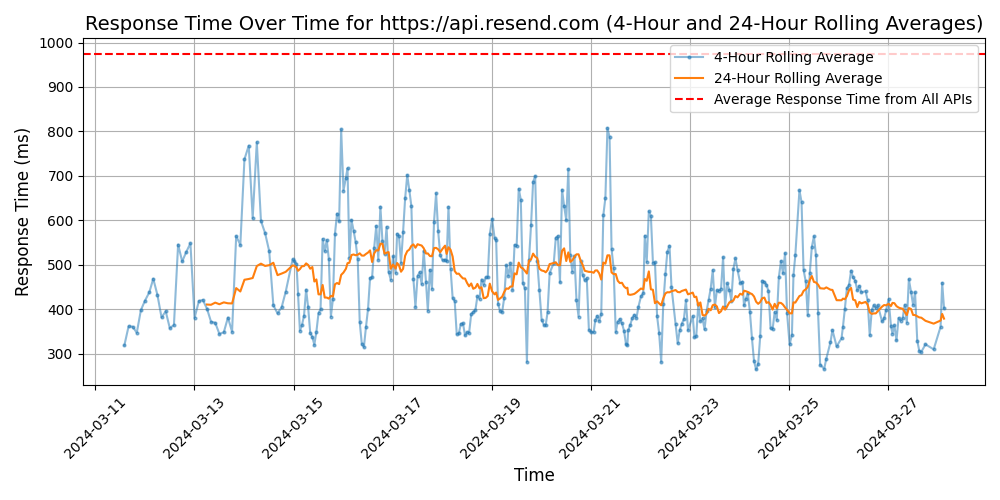 Response Time Over Time for https://api.resend.com (4-Hour and 24-Hour Rolling Averages)
4-Hour Rolling Average
24-Hour Rolling Average
Average Response Time from All APIs
Response Time (ms)
1000
900
800
700
600
500
400
300
2024-03-11
2024-03-13
2024-03-15
2024-03-17
2024-03-19
2024-03-21
2024-03-23
2024-03-25
2024-03-27
Time